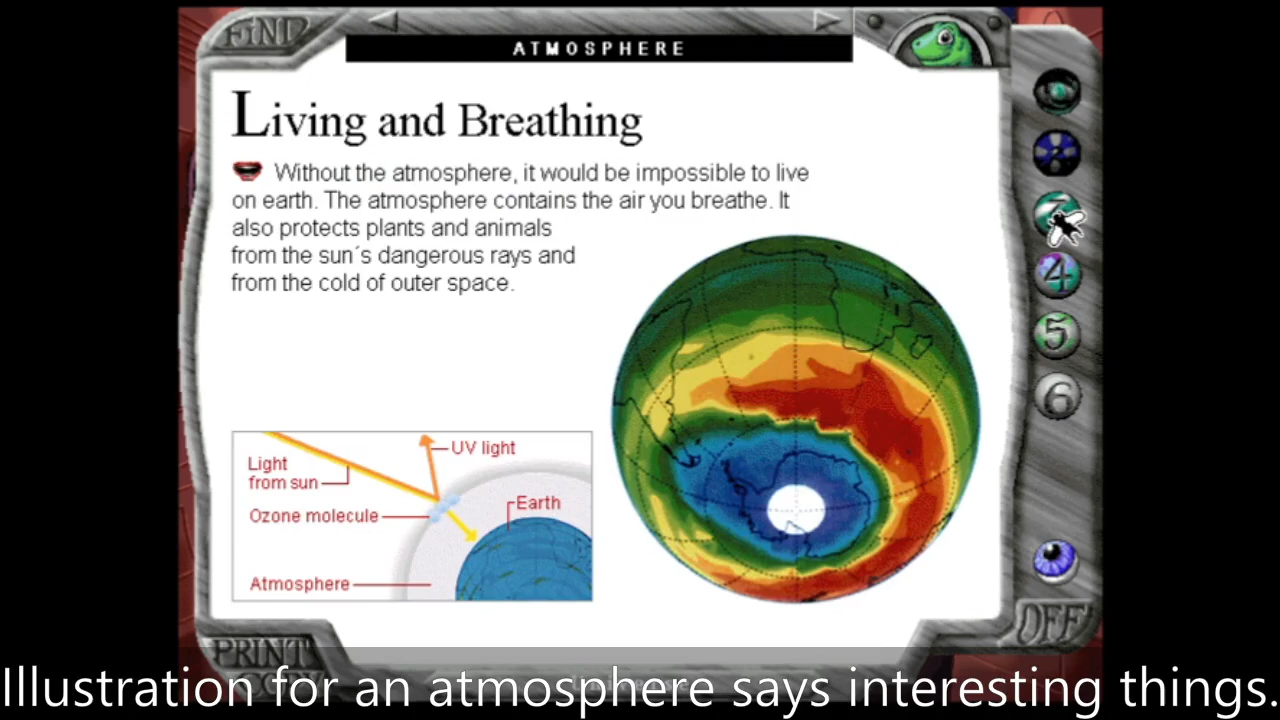 FIND
ATMOSPHERE
Living and Breathing
Without the atmosphere, it would be impossible to live
on earth. The atmosphere contains the air you breathe. It
also protects plants and animals
from the sun´s dangerous rays and
from the cold of outer space.
Light
from sun
UV light
Ozone molecule
Earth
Atmosphere
4
5
6
OFF
PRINT
Illustration for an atmosphere says interesting things.